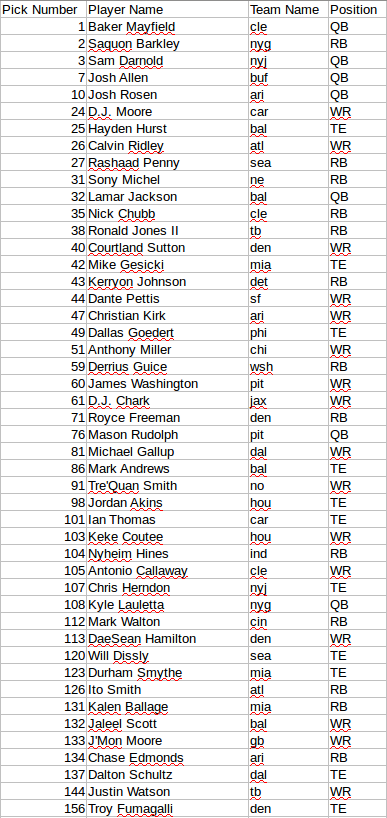 Pick Number Player Name Team Name Position
1 Baker Mayfield cle QB
2 Saquon Barkley nyg RB
3 Sam Darnold nyj QB
7 Josh Allen buf QB
10 Josh Rosen ari QB
24 D.J. Moore car WR
25 Hayden Hurst bal TE
26 Calvin Ridley atl WR
27 Rashaad Penny sea RB
31 Sony Michel ne RB
32 Lamar Jackson bal QB
35 Nick Chubb cle RB
38 Ronald Jones II tb RB
40 Courtland Sutton den WR
42 Mike Gesicki mia TE
43 Kerryon Johnson det RB
44 Dante Pettis sf WR
47 Christian Kirk ari WR
49 Dallas Goedert phi TE
51 Anthony Miller chi WR
59 Derrius Guice wsh RB
60 James Washington pit WR
61 D.J. Chark jax WR
71 Royce Freeman den RB
76 Mason Rudolph pit QB
81 Michael Gallup dal WR
86 Mark Andrews bal TE
91 Tre'Quan Smith no WR
98 Jordan Akins hou TE
101 Ian Thomas car TE
103 Keke Coutee hou WR
104 Nyheim Hines ind RB
105 Antonio Callaway cle WR
107 Chris Herndon nyj TE
108 Kyle Lauletta nyg QB
112 Mark Walton cin RB
113 DaeSean Hamilton den WR
120 Will Dissly sea TE
123 Durham Smythe mia TE
126 Ito Smith atl RB
131 Kalen Ballage mia RB
132 Jaleel Scott bal WR
133 J'Mon Moore gb WR
134 Chase Edmonds ari RB
137 Dalton Schultz dal TE
144 Justin Watson tb WR
156 Troy Fumagalli den TE